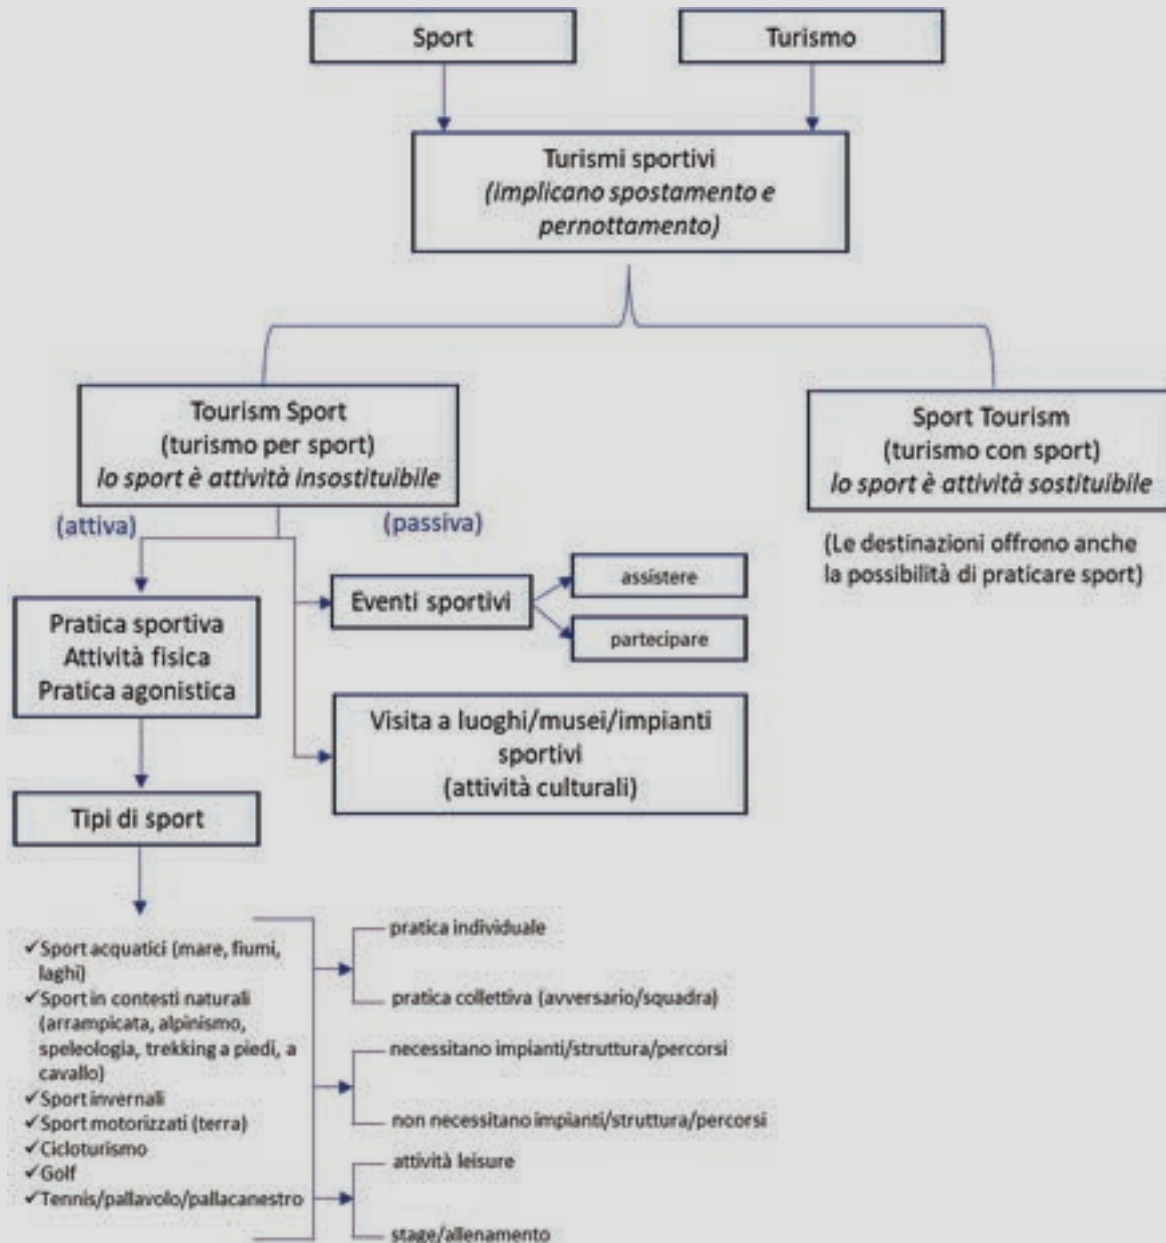 Sport
Turismo
Turismi sportivi
(implicano spostamento e
pernottamento)
Tourism Sport
(turismo per sport)
lo sport è attività insostituibile
Sport Tourism
(turismo con sport)
lo sport è attività sostituibile
(Le destinazioni offrono anche
la possibilità di praticare sport)
(attiva)
(passiva)
Pratica sportiva
Attività fisica
Pratica agonistica
Eventi sportivi
assistere
partecipare
Visita a luoghi/musei/impianti
sportivi
(attività culturali)
Tipi di sport
✓Sport acquatici (mare, fiumi,
laghi)
✓Sport in contesti naturali
(arrampicata, alpinismo,
speleologia, trekking a piedi, a
cavallo)
✓Sport invernali
✓Sport motorizzati (terra)
✓Cicloturismo
✓Golf
✓Tennis/pallavolo/pallacanestro
pratica individuale
pratica collettiva (avversario/squadra)
necessitano impianti/struttura/percorsi
non necessitano impianti/struttura/percorsi
attività leisure
stage/allenamento